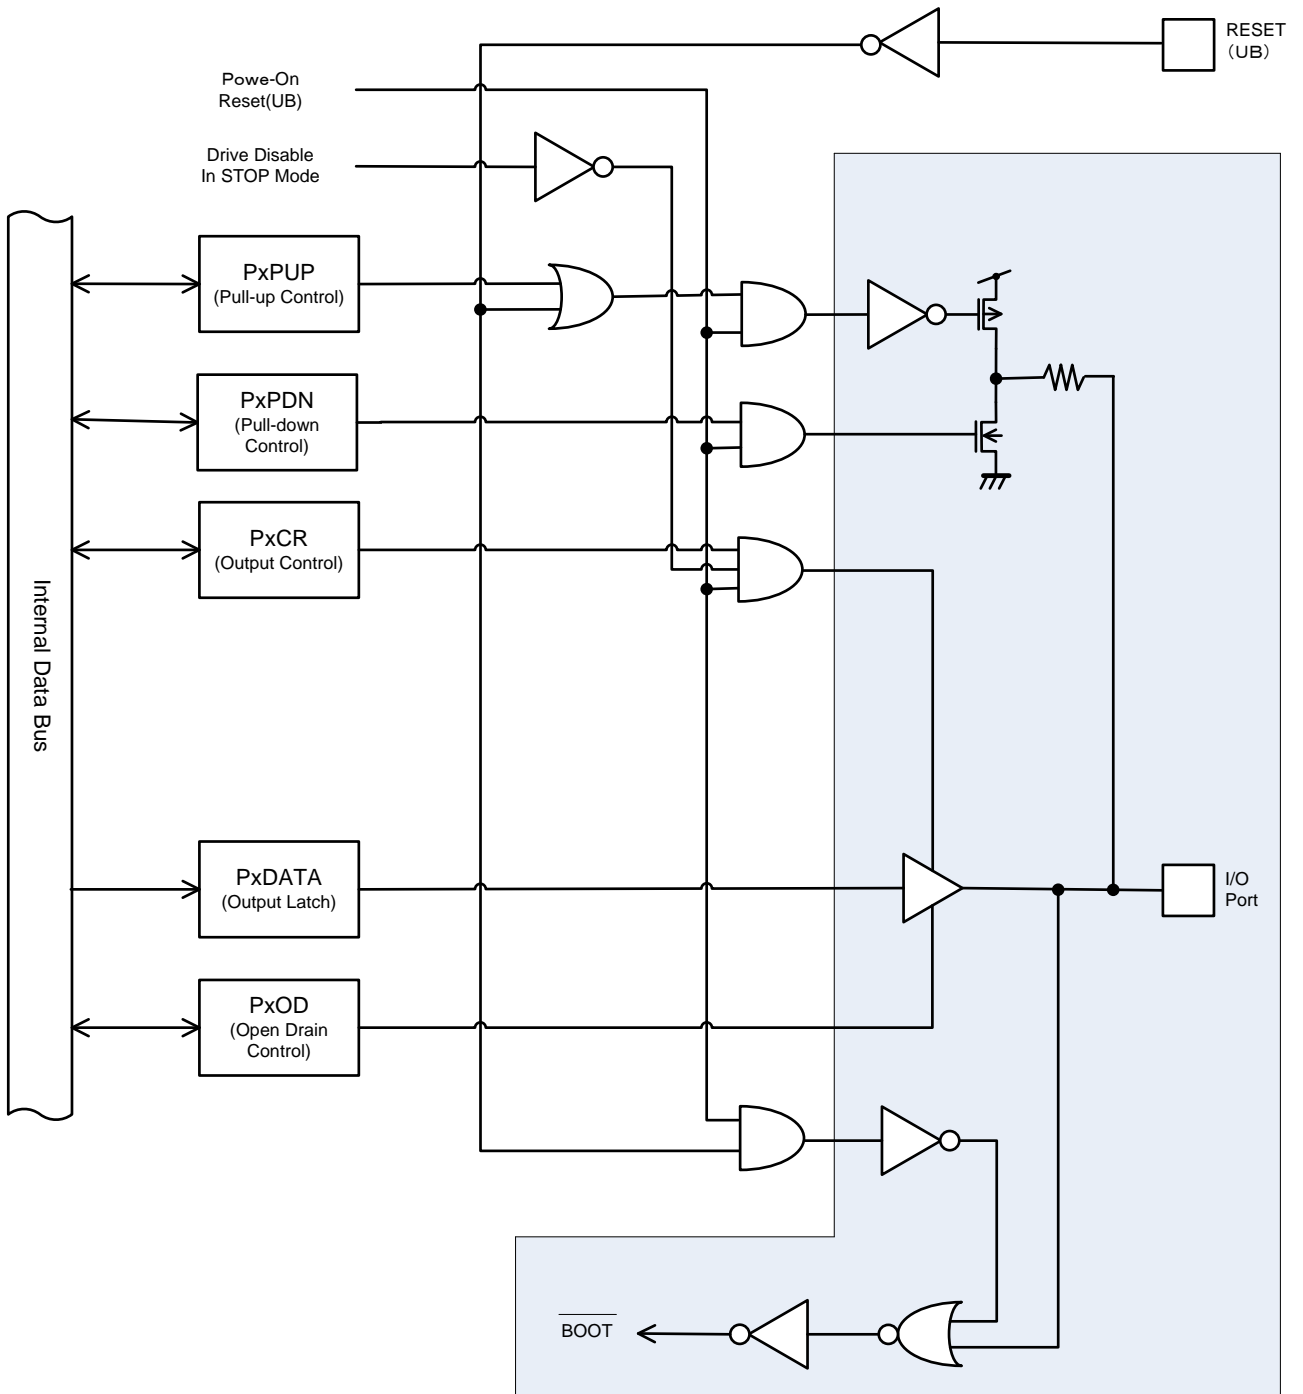 RESET
(UB)
Powe-On
Reset(UB)
Drive Disable
In STOP Mode
PxPUP
(Pull-up Control)
PxPDN
(Pull-down
Control)
PxCR
(Output Control)
Internal Data Bus
PxDATA
(Output Latch)
I/O
Port
PxOD
(Open Drain
Control)
BOOT